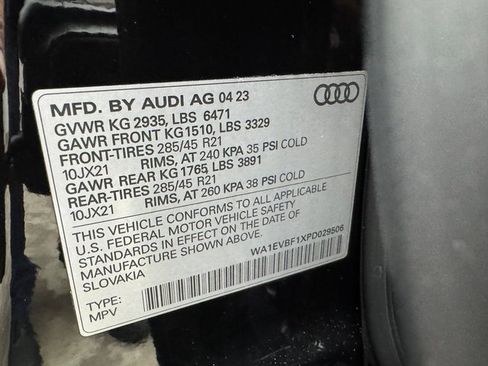 MFD. BY AUDI AG 04 23
GVWR KG 2935, LBS 6471
GAWR FRONT KG1510, LBS 3329
FRONT-TIRES 285/45 R21
10JX21 RIMS, AT 240 KPA 35 PSI COLD
GAWR REAR KG 1765, LBS 3891
REAR-TIRES 285/45 R21
10JX21 RIMS, AT 260 KPA 38 PSI COLD
THIS VEHICLE CONFORMS TO ALL APPLICABLE
U.S. FEDERAL MOTOR VEHICLE SAFETY
STANDARDS IN EFFECT ON THE DATE OF
MANUFACTURE SHOWN ABOVE.
SLOVAKIA
WA1EVBF1XPD029506
TYPE:
MPV